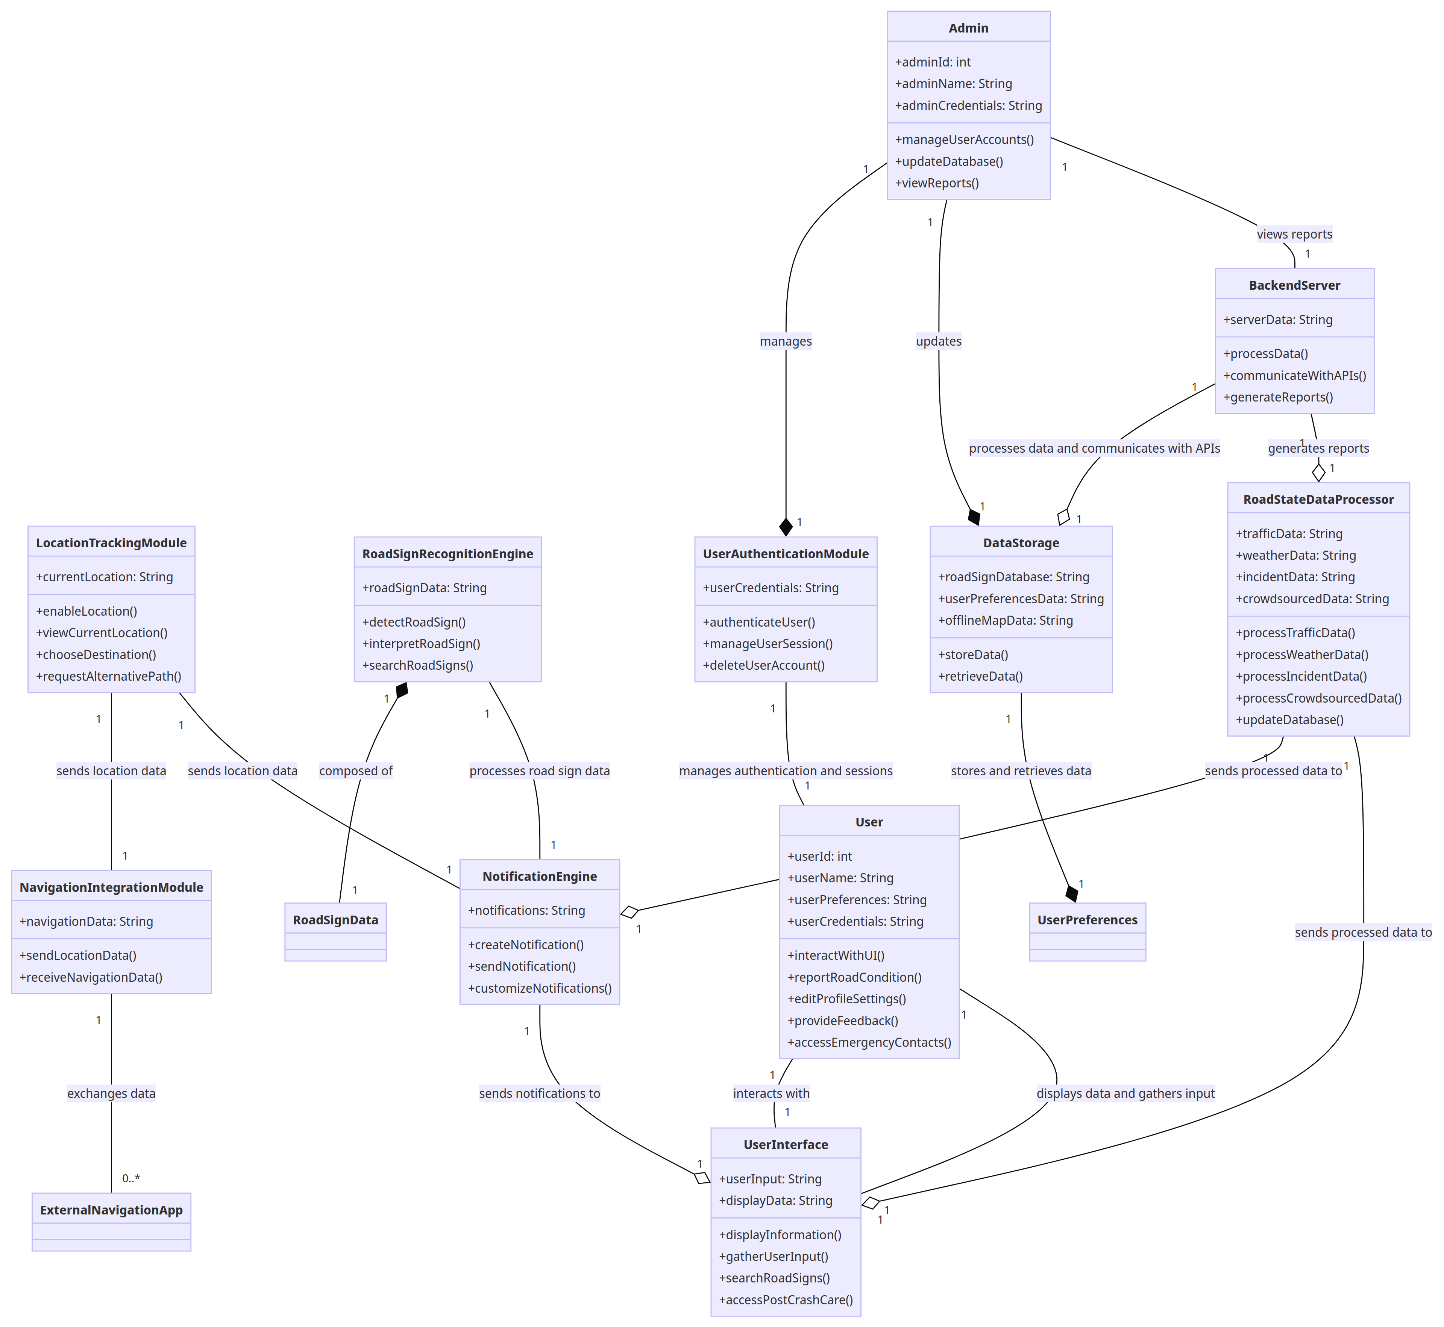 Admin
+adminId: int
+adminName: String
+adminCredentials: String
+manageUserAccounts()
+updateDatabase()
+viewReports()
1
1
1
views reports
1
BackendServer
+serverData: String
+processData()
+communicateWithAPIs()
+generateReports()
manages
updates
1
processes data and communicates with APIs
1
generates reports
1
1
1
1
RoadStateDataProcessor
+trafficData: String
+weatherData: String
+incidentData: String
+crowdsourcedData: String
+processTrafficData()
+processWeatherData()
+processIncidentData()
+processCrowdsourcedData()
+updateDatabase()
LocationTrackingModule
+currentLocation: String
+enableLocation()
+viewCurrentLocation()
+chooseDestination()
+requestAlternativePath()
RoadSignRecognitionEngine
+roadSignData: String
+detectRoadSign()
+interpretRoadSign()
+searchRoadSigns()
UserAuthenticationModule
+userCredentials: String
+authenticateUser()
+manageUserSession()
+deleteUserAccount()
DataStorage
+roadSignDatabase: String
+userPreferencesData: String
+offlineMapData: String
+storeData()
+retrieveData()
1
1
1
1
1
1
1
1
sends location data
sends location data
composed of
processes road sign data
manages authentication and sessions
stores and retrieves data
sends processed data to
1
1
1
1
1
1
User
+userId: int
+userName: String
+userPreferences: String
+userCredentials: String
+interactWithUI()
+reportRoadCondition()
+editProfileSettings()
+provideFeedback()
+accessEmergencyContacts()
NavigationIntegrationModule
+navigationData: String
+sendLocationData()
+receiveNavigationData()
RoadSignData
NotificationEngine
+notifications: String
+createNotification()
+sendNotification()
+customizeNotifications()
1
UserPreferences
sends processed data to
1
1
1
1
exchanges data
sends notifications to
interacts with
displays data and gathers input
1
1
0..*
1
1
ExternalNavigationApp
UserInterface
+userInput: String
+displayData: String
+displayInformation()
+gatherUserInput()
+searchRoadSigns()
+accessPostCrashCare()